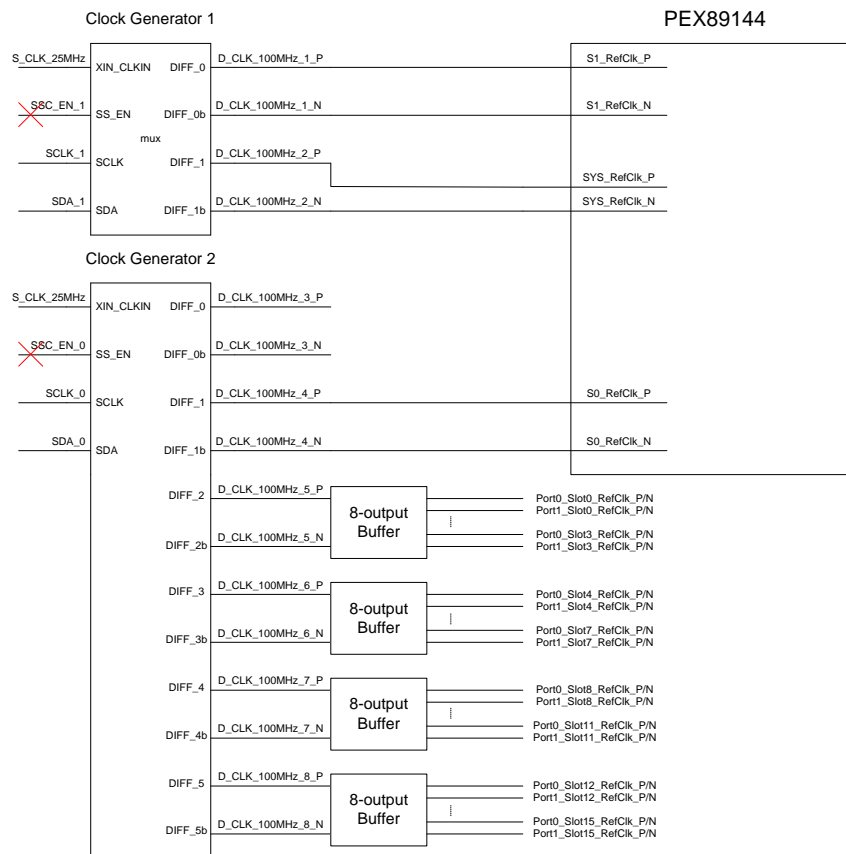 Clock Generator 1
PEX89144
S_CLK_25MHz
XIN_CLKIN
DIFF_0
D_CLK_100MHz_1_P
S1_RefClk_P
SSC_EN_1
SS_EN
DIFF_0b
D_CLK_100MHz_1_N
S1_RefClk_N
mux
SCLK_1
SCLK
DIFF_1
D_CLK_100MHz_2_P
SYS_RefClk_P
SDA_1
SDA
DIFF_1b
D_CLK_100MHz_2_N
SYS_RefClk_N
Clock Generator 2
S_CLK_25MHz
XIN_CLKIN
DIFF_0
D_CLK_100MHz_3_P
SSC_EN_0
SS_EN
DIFF_0b
D_CLK_100MHz_3_N
SCLK_0
SCLK
DIFF_1
D_CLK_100MHz_4_P
S0_RefClk_P
SDA_0
SDA
DIFF_1b
D_CLK_100MHz_4_N
S0_RefClk_N
DIFF_2
D_CLK_100MHz_5_P
DIFF_2b
D_CLK_100MHz_5_N
8-output
Buffer
Port0_Slot0_RefClk_P/N
Port1_Slot0_RefClk_P/N
Port0_Slot3_RefClk_P/N
Port1_Slot3_RefClk_P/N
DIFF_3
D_CLK_100MHz_6_P
DIFF_3b
D_CLK_100MHz_6_N
8-output
Buffer
Port0_Slot4_RefClk_P/N
Port1_Slot4_RefClk_P/N
Port0_Slot7_RefClk_P/N
Port1_Slot7_RefClk_P/N
DIFF_4
D_CLK_100MHz_7_P
DIFF_4b
D_CLK_100MHz_7_N
8-output
Buffer
Port0_Slot8_RefClk_P/N
Port1_Slot8_RefClk_P/N
Port0_Slot11_RefClk_P/N
Port1_Slot11_RefClk_P/N
DIFF_5
D_CLK_100MHz_8_P
DIFF_5b
D_CLK_100MHz_8_N
8-output
Buffer
Port0_Slot12_RefClk_P/N
Port1_Slot12_RefClk_P/N
Port0_Slot15_RefClk_P/N
Port1_Slot15_RefClk_P/N